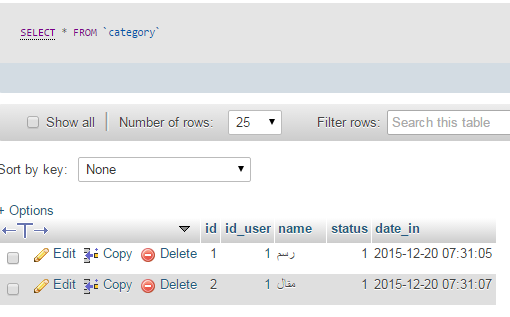 SELECT * FROM `category`
Show all Number of rows: 25 Filter rows: Search this table
Sort by key: None
+ Options
←T→ id id_user name status date_in
Edit Copy Delete 1 1 رسم 1 2015-12-20 07:31:05
Edit Copy Delete 2 1 مقال 1 2015-12-20 07:31:07